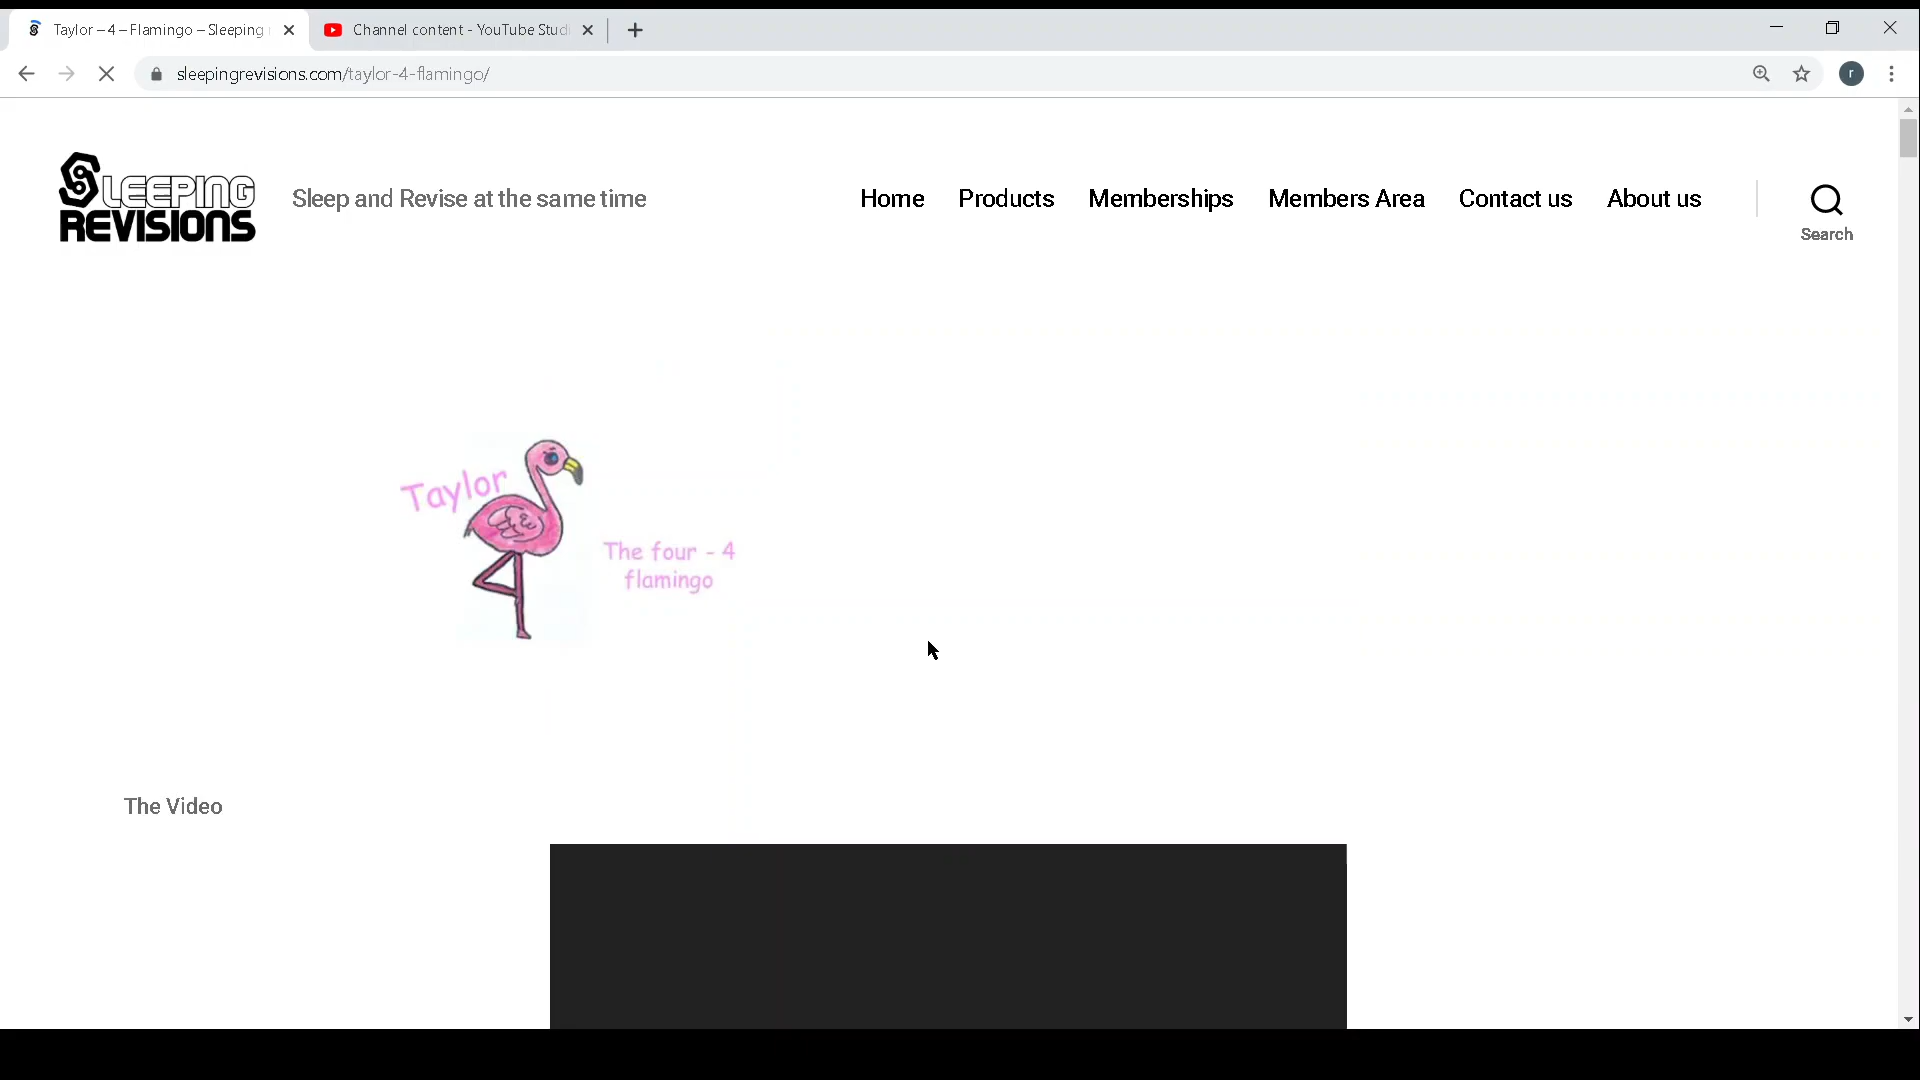 Taylor – 4 – Flamingo – Sleeping
Channel content - YouTube Stud
sleepingrevisions.com/taylor-4-flamingo/
r
SLEEPING
REVISIONS
Sleep and Revise at the same time
Home
Products
Memberships
Members Area
Contact us
About us
Search
Taylor
The four - 4
flamingo
The Video